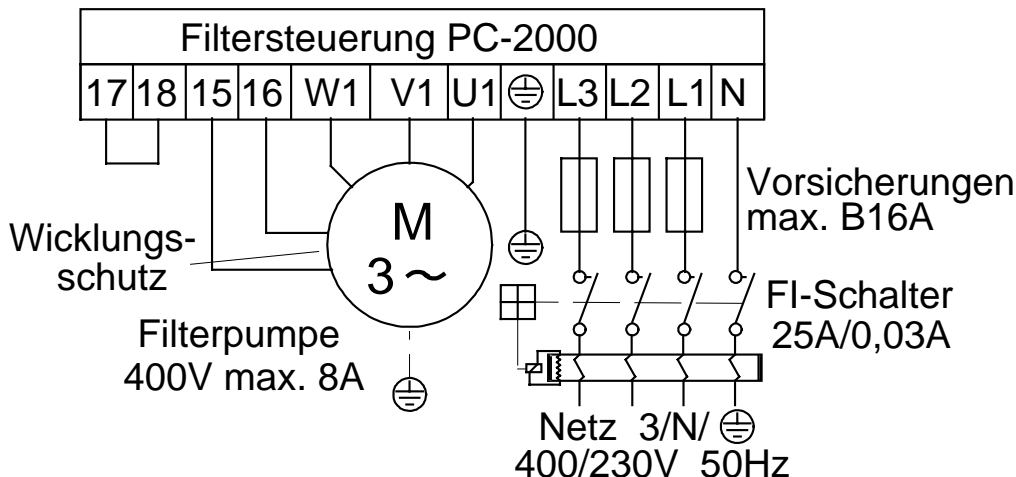 Filtersteuerung PC-2000
17 18 15 16 W1 V1 U1 L3 L2 L1 N
Vorsicherungen
max. B16A
Wicklungs-
schutz
M
3 ~
FI-Schalter
25A/0,03A
Filterpumpe
400V max. 8A
Netz 3/N/
400/230V 50Hz